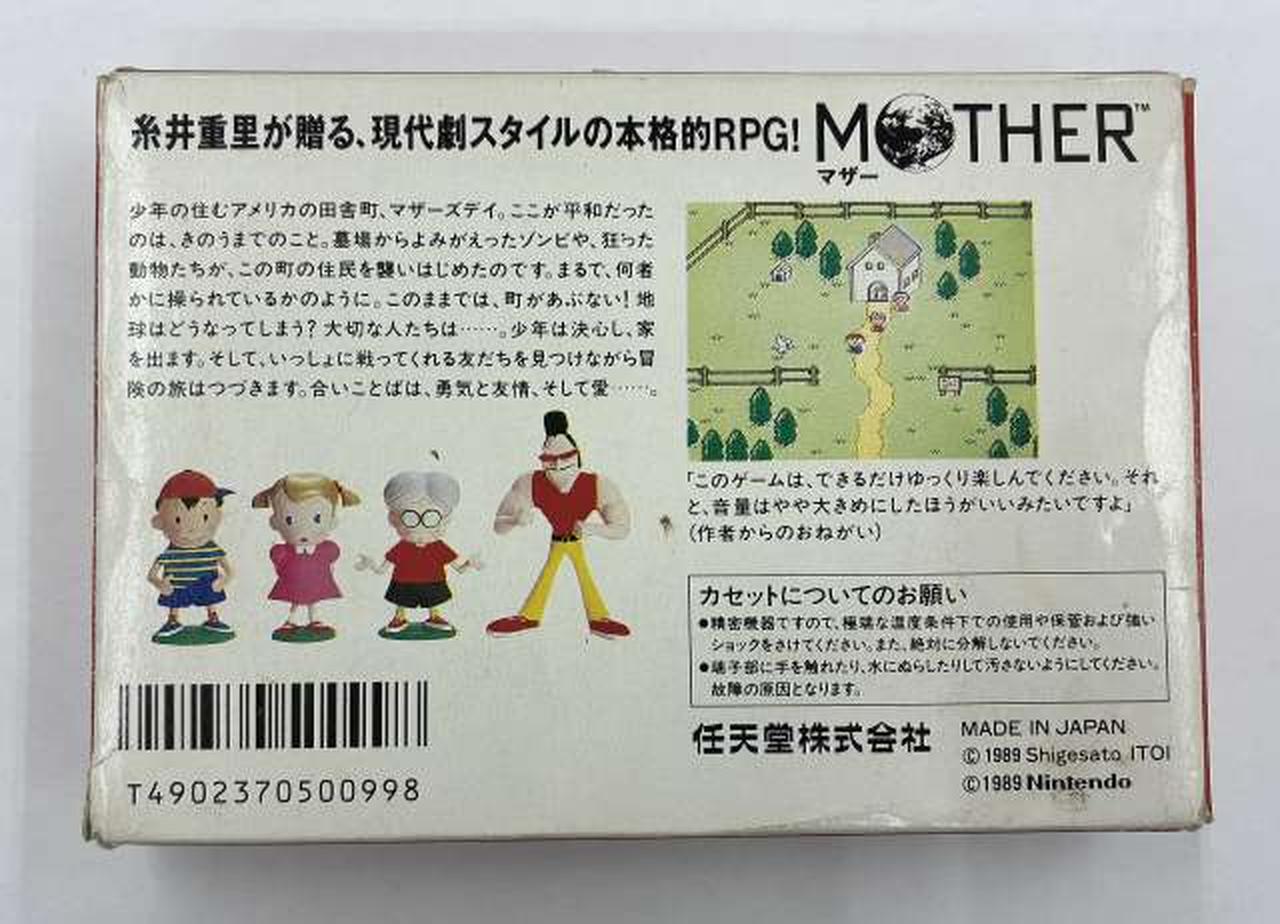 糸井重里が贈る、現代劇スタイルの本格的RPG!
MOTHER™
マザー
少年の住むアメリカの田舎町、マザーズデイ。ここが平和だった
のは、きのうまでのこと。墓場からよみがえったゾンビや、狂った
動物たちが、この町の住民を襲いはじめたのです。まるで、何者
かに操られているかのように。このままでは、町があぶない!地
球はどうなってしまう?大切な人たちは……。少年は決心し、家
を出ます。そして、いっしょに戦ってくれる友だちを見つけながら冒
険の旅はつづきます。合いことばは、勇気と友情、そして愛……。
「このゲームは、できるだけゆっくり楽しんでください。それ
と、音量はやや大きめにしたほうがいいみたいですよ」
(作者からのおねがい)
カセットについてのお願い
●精密機器ですので、極端な温度条件下での使用や保管および強い
ショックをさけてください。また、絶対に分解しないでください。
●端子部に手を触れたり、水にぬらしたりして汚さないようにしてください。
故障の原因となります。
T4902370500998
任天堂株式会社
MADE IN JAPAN
©1989 Shigesato ITOI
©1989 Nintendo